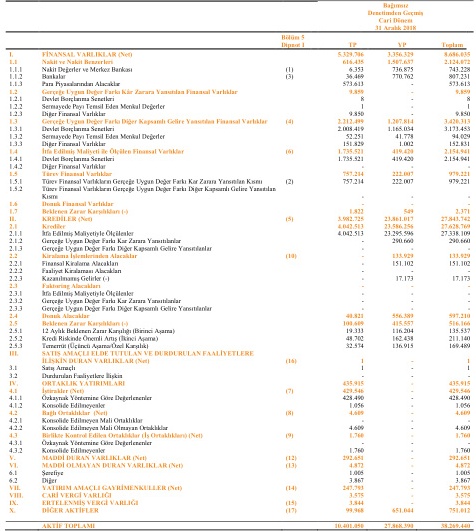 Bağımsız
Denetimden Geçmiş
Cari Dönem
31 Aralık 2018
Bölüm 5
Dipnot I TP YP Toplam
I. FİNANSAL VARLIKLAR (Net) 5.329.706 3.356.329 8.686.035
1.1 Nakit ve Nakit Benzerleri 616.435 1.507.637 2.124.072
1.1.1 Nakit Değerler ve Merkez Bankası (1) 6.353 736.875 743.228
1.1.2 Bankalar (3) 36.469 770.762 807.231
1.1.3 Para Piyasalarından Alacaklar 573.613 - 573.613
1.2 Gerçeğe Uygun Değer Farkı Kâr Zarara Yansıtılan Finansal Varlıklar 9.859 - 9.859
1.2.1 Devlet Borçlanma Senetleri 8 - 8
1.2.2 Sermayede Payı Temsil Eden Menkul Değerler 1 - 1
1.2.3 Diğer Finansal Varlıklar 9.850 - 9.850
1.3 Gerçeğe Uygun Değer Farkı Diğer Kapsamlı Gelire Yansıtılan Finansal Varlıklar (4) 2.212.499 1.207.814 3.420.313
1.3.1 Devlet Borçlanma Senetleri 2.008.419 1.165.034 3.173.453
1.3.2 Sermayede Payı Temsil Eden Menkul Değerler 52.251 41.778 94.029
1.3.3 Diğer Finansal Varlıklar 151.829 1.002 152.831
1.4 İtfa Edilmiş Maliyeti ile Ölçülen Finansal Varlıklar (6) 1.735.521 419.420 2.154.941
1.4.1 Devlet Borçlanma Senetleri 1.735.521 419.420 2.154.941
1.4.2 Diğer Finansal Varlıklar - - -
1.5 Türev Finansal Varlıklar 757.214 222.007 979.221
1.5.1 Türev Finansal Varlıkların Gerçeğe Uygun Değer Farkı Kar Zarara Yansıtılan Kısmı (2) 757.214 222.007 979.221
1.5.2 Türev Finansal Varlıkların Gerçeğe Uygun Değer Farkı Diğer Kapsamlı Gelire Yansıtılan
Kısmı - - -
1.6 Donuk Finansal Varlıklar - - -
1.7 Beklenen Zarar Karşılıkları (-) 1.822 549 2.371
II. KREDİLER (Net) (5) 3.982.725 23.861.017 27.843.742
2.1 Krediler 4.042.513 23.586.256 27.628.769
2.1.1 İtfa Edilmiş Maliyetiyle Ölçülenler 4.042.513 23.295.596 27.338.109
2.1.2 Gerçeğe Uygun Değer Farkı Kar Zarara Yansıtılanlar - 290.660 290.660
2.1.3 Gerçeğe Uygun Değer Farkı Diğer Kapsamlı Gelire Yansıtılanlar - - -
2.2 Kiralama İşlemlerinden Alacaklar (10) - 133.929 133.929
2.2.1 Finansal Kiralama Alacakları - 151.102 151.102
2.2.2 Faaliyet Kiralaması Alacakları - - -
2.2.3 Kazanılmamış Gelirler (-) - 17.173 17.173
2.3 Faktoring Alacakları - - -
2.3.1 İtfa Edilmiş Maliyetiyle Ölçülenler - - -
2.3.2 Gerçeğe Uygun Değer Farkı Kar Zarara Yansıtılanlar - - -
2.3.3 Gerçeğe Uygun Değer Farkı Diğer Kapsamlı Gelire Yansıtılanlar - - -
2.4 Donuk Alacaklar 40.821 556.389 597.210
2.5 Beklenen Zarar Karşılıkları (-) 100.609 415.557 516.166
2.5.1 12 Aylık Beklenen Zarar Karşılığı (Birinci Aşama) 19.333 116.204 135.537
2.5.2 Kredi Riskinde Önemli Artış (İkinci Aşama) 48.702 162.438 211.140
2.5.3 Temerrüt (Üçüncü Aşama/Özel Karşılık) 32.574 136.915 169.489
III. SATIŞ AMAÇLI ELDE TUTULAN VE DURDURULAN FAALİYETLERE
İLİŞKİN DURAN VARLIKLAR (Net) (16) 1 - 1
3.1 Satış Amaçlı 1 - 1
3.2 Durdurulan Faaliyetlere İlişkin - - -
IV. ORTAKLIK YATIRIMLARI 435.915 - 435.915
4.1 İştirakler (Net) (7) 429.546 - 429.546
4.1.1 Özkaynak Yöntemine Göre Değerlenenler 428.490 - 428.490
4.1.2 Konsolide Edilmeyenler 1.056 - 1.056
4.2 Bağlı Ortaklıklar (Net) (8) 4.609 - 4.609
4.2.1 Konsolide Edilmeyen Mali Ortaklıklar - - -
4.2.2 Konsolide Edilmeyen Mali Olmayan Ortaklıklar 4.609 - 4.609
4.3 Birlikte Kontrol Edilen Ortaklıklar (İş Ortaklıkları) (Net) (9) 1.760 - 1.760
4.3.1 Özkaynak Yöntemine Göre Değerlenenler - - -
4.3.2 Konsolide Edilmeyenler 1.760 - 1.760
V. MADDİ DURAN VARLIKLAR (Net) (12) 292.651 - 292.651
VI. MADDİ OLMAYAN DURAN VARLIKLAR (Net) (13) 4.872 - 4.872
6.1 Şerefiye 1.005 - 1.005
6.2 Diğer 3.867 - 3.867
VII. YATIRIM AMAÇLI GAYRİMENKULLER (Net) (14) 247.793 - 247.793
VIII. CARİ VERGİ VARLIĞI 3.575 - 3.575
IX. ERTELENMİŞ VERGİ VARLIĞI (15) 3.844 - 3.844
X. DİĞER AKTİFLER (17) 99.968 651.044 751.012
AKTİF TOPLAMI 10.401.050 27.868.390 38.269.440